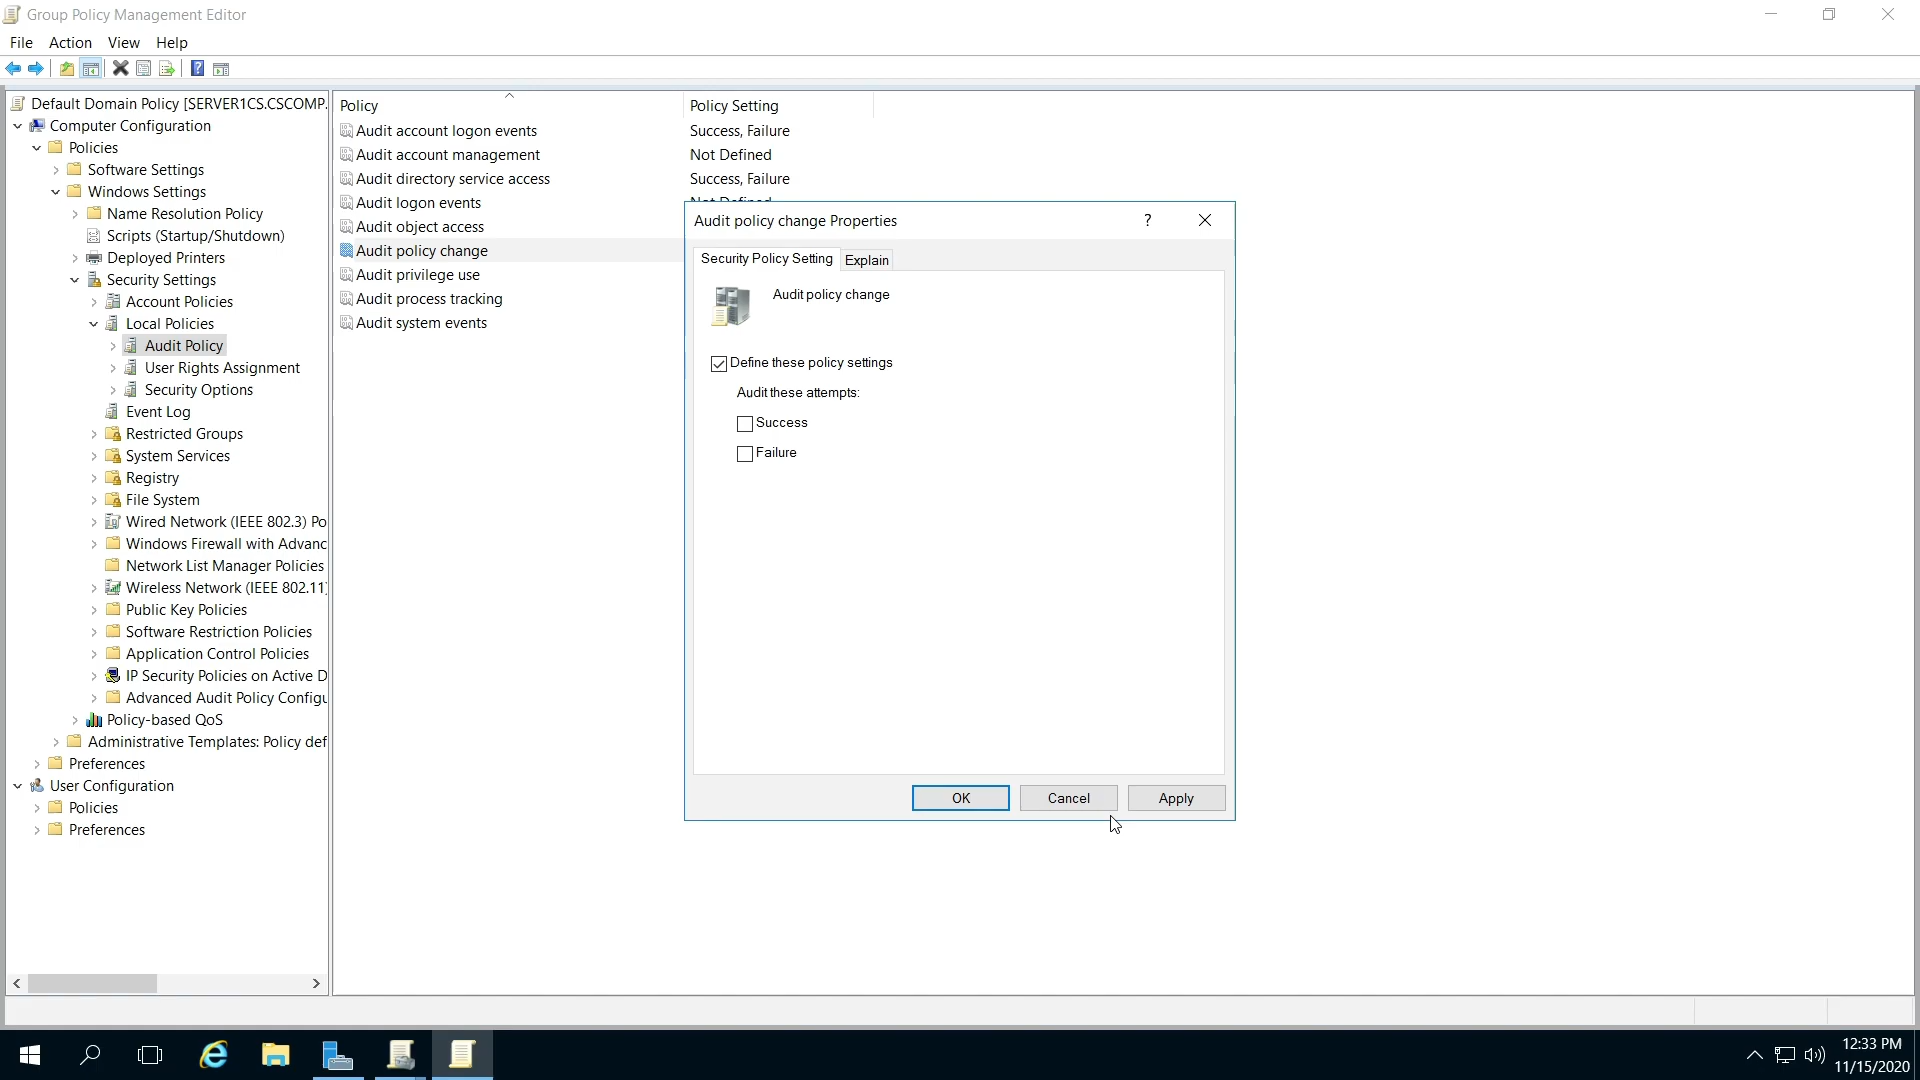 Group Policy Management Editor
File Action View Help
Default Domain Policy [SERVER1CS.CSCOMP.
Computer Configuration
Policies
Software Settings
Windows Settings
Name Resolution Policy
Scripts (Startup/Shutdown)
Deployed Printers
Security Settings
Account Policies
Local Policies
Audit Policy
User Rights Assignment
Security Options
Event Log
Restricted Groups
System Services
Registry
File System
Wired Network (IEEE 802.3) Po
Windows Firewall with Advanc
Network List Manager Policies
Wireless Network (IEEE 802.11)
Public Key Policies
Software Restriction Policies
Application Control Policies
IP Security Policies on Active D
Advanced Audit Policy Configu
Policy-based QoS
Administrative Templates: Policy def
Preferences
User Configuration
Policies
Preferences
Policy Policy Setting
Audit account logon events Success, Failure
Audit account management Not Defined
Audit directory service access Success, Failure
Audit logon events Not Defined
Audit object access
Audit policy change
Audit privilege use
Audit process tracking
Audit system events
Audit policy change Properties ?
Security Policy Setting Explain
Audit policy change
Define these policy settings
Audit these attempts:
Success
Failure
OK Cancel Apply
12:33 PM
11/15/2020